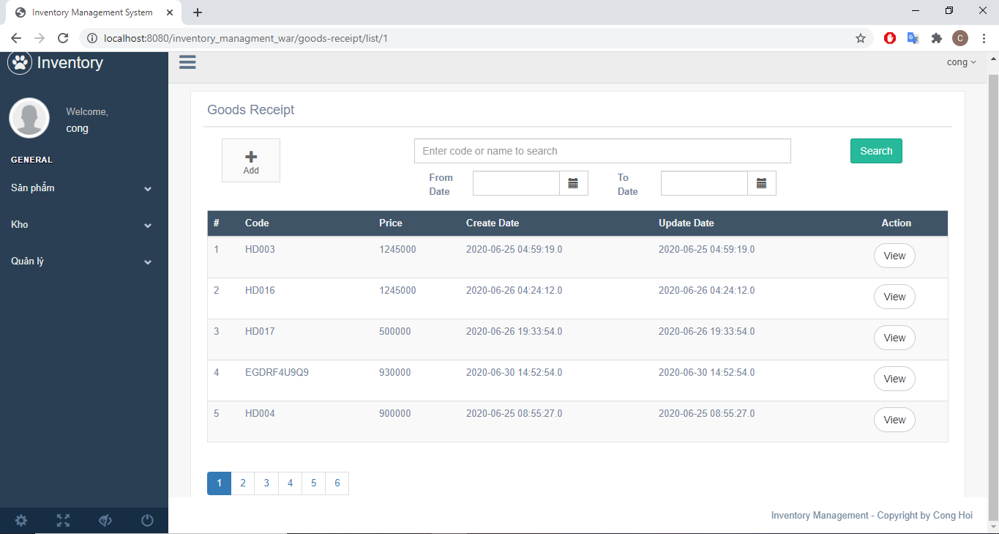 Inventory Management System
localhost:8080/inventory_managment_war/goods-receipt/list/1
C
Inventory
cong
Welcome,
cong
GENERAL
Sản phẩm
Kho
Quản lý
Goods Receipt
Add
Enter code or name to search
Search
From Date
To Date
# Code Price Create Date Update Date Action
1 HD003 1245000 2020-06-25 04:59:19.0 2020-06-25 04:59:19.0 View
2 HD016 1245000 2020-06-26 04:24:12.0 2020-06-26 04:24:12.0 View
3 HD017 500000 2020-06-26 19:33:54.0 2020-06-26 19:33:54.0 View
4 EGDRF4U9Q9 930000 2020-06-30 14:52:54.0 2020-06-30 14:52:54.0 View
5 HD004 900000 2020-06-25 08:55:27.0 2020-06-25 08:55:27.0 View
1 2 3 4 5 6
Inventory Management - Copyright by Cong Hoi